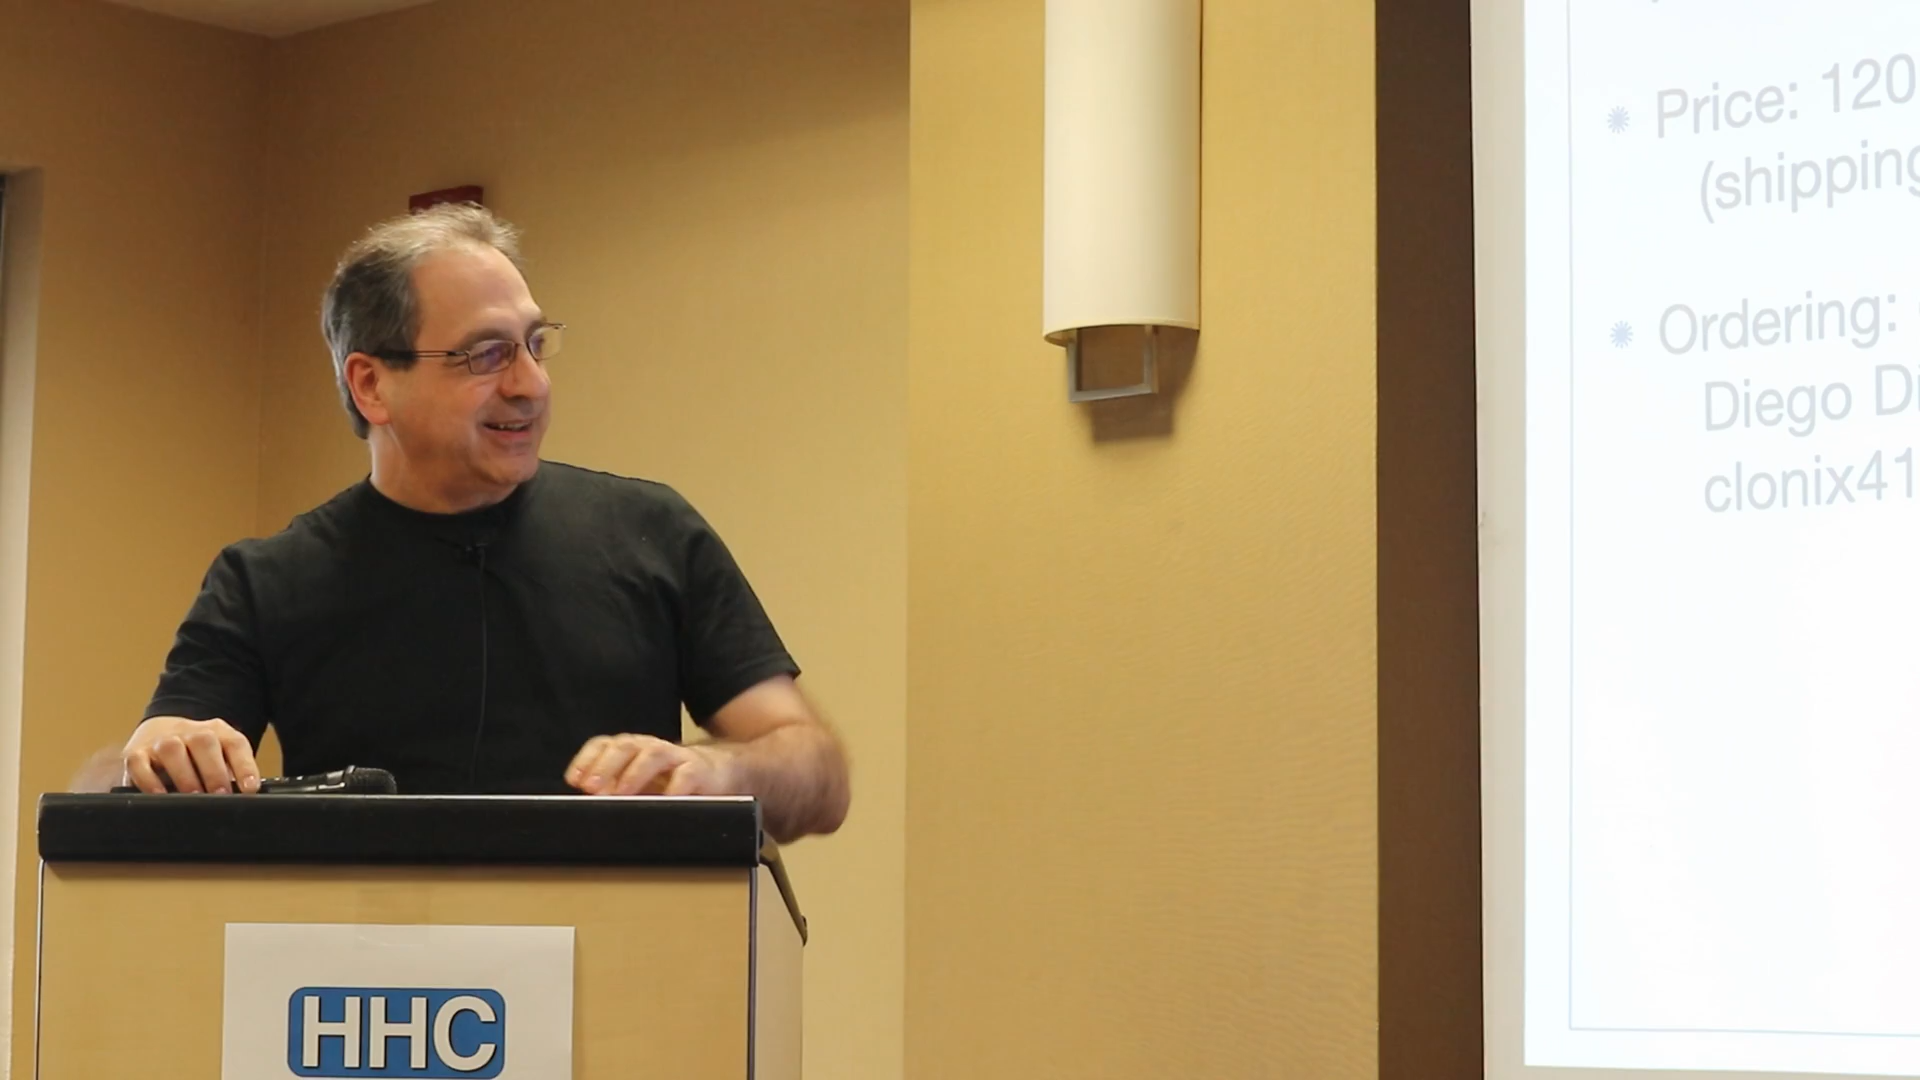 Price: 120
(shipping
Ordering:
Diego Di
clonix41
HHC